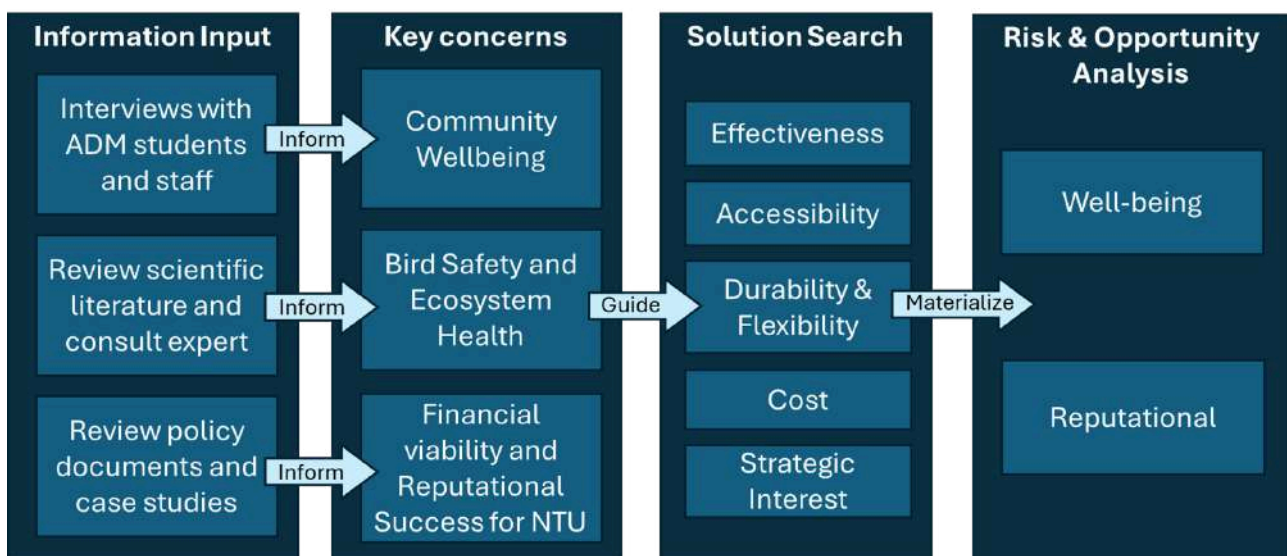 Information Input
Interviews with
ADM students
and staff
Review scientific
literature and
consult expert
Review policy
documents and
case studies
Inform
Inform
Inform
Key concerns
Community
Wellbeing
Bird Safety and
Ecosystem
Health
Financial
viability and
Reputational
Success for NTU
Guide
Solution Search
Effectiveness
Accessibility
Durability &
Flexibility
Cost
Strategic
Interest
Materialize
Risk & Opportunity
Analysis
Well-being
Reputational